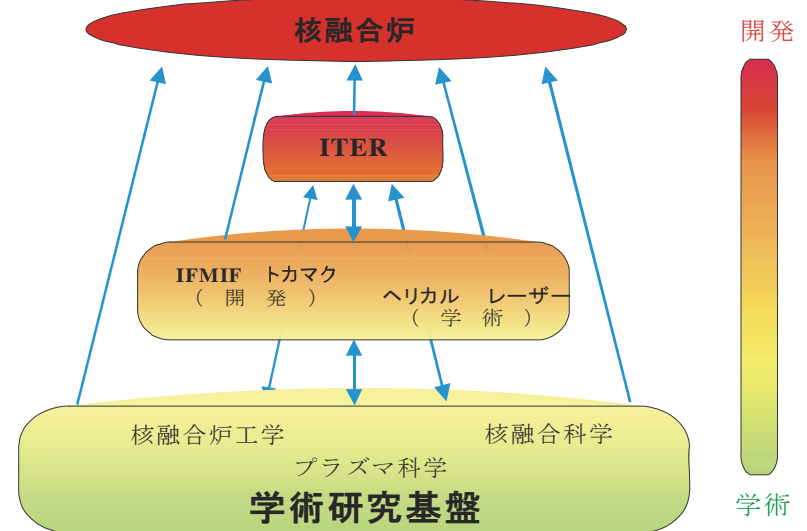 核融合炉
開発
ITER
IFMIF トカマク
( 開 発 )
ヘリカル レーザー
( 学 術 )
核融合炉工学
核融合科学
プラズマ科学
学術研究基盤
学術